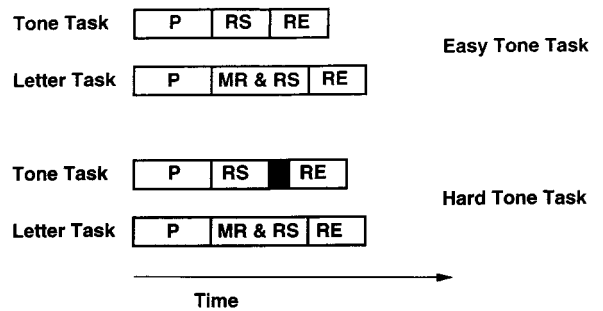 Tone Task P RS RE
Easy Tone Task
Letter Task P MR & RS RE
Tone Task P RS RE
Hard Tone Task
Letter Task P MR & RS RE
Time